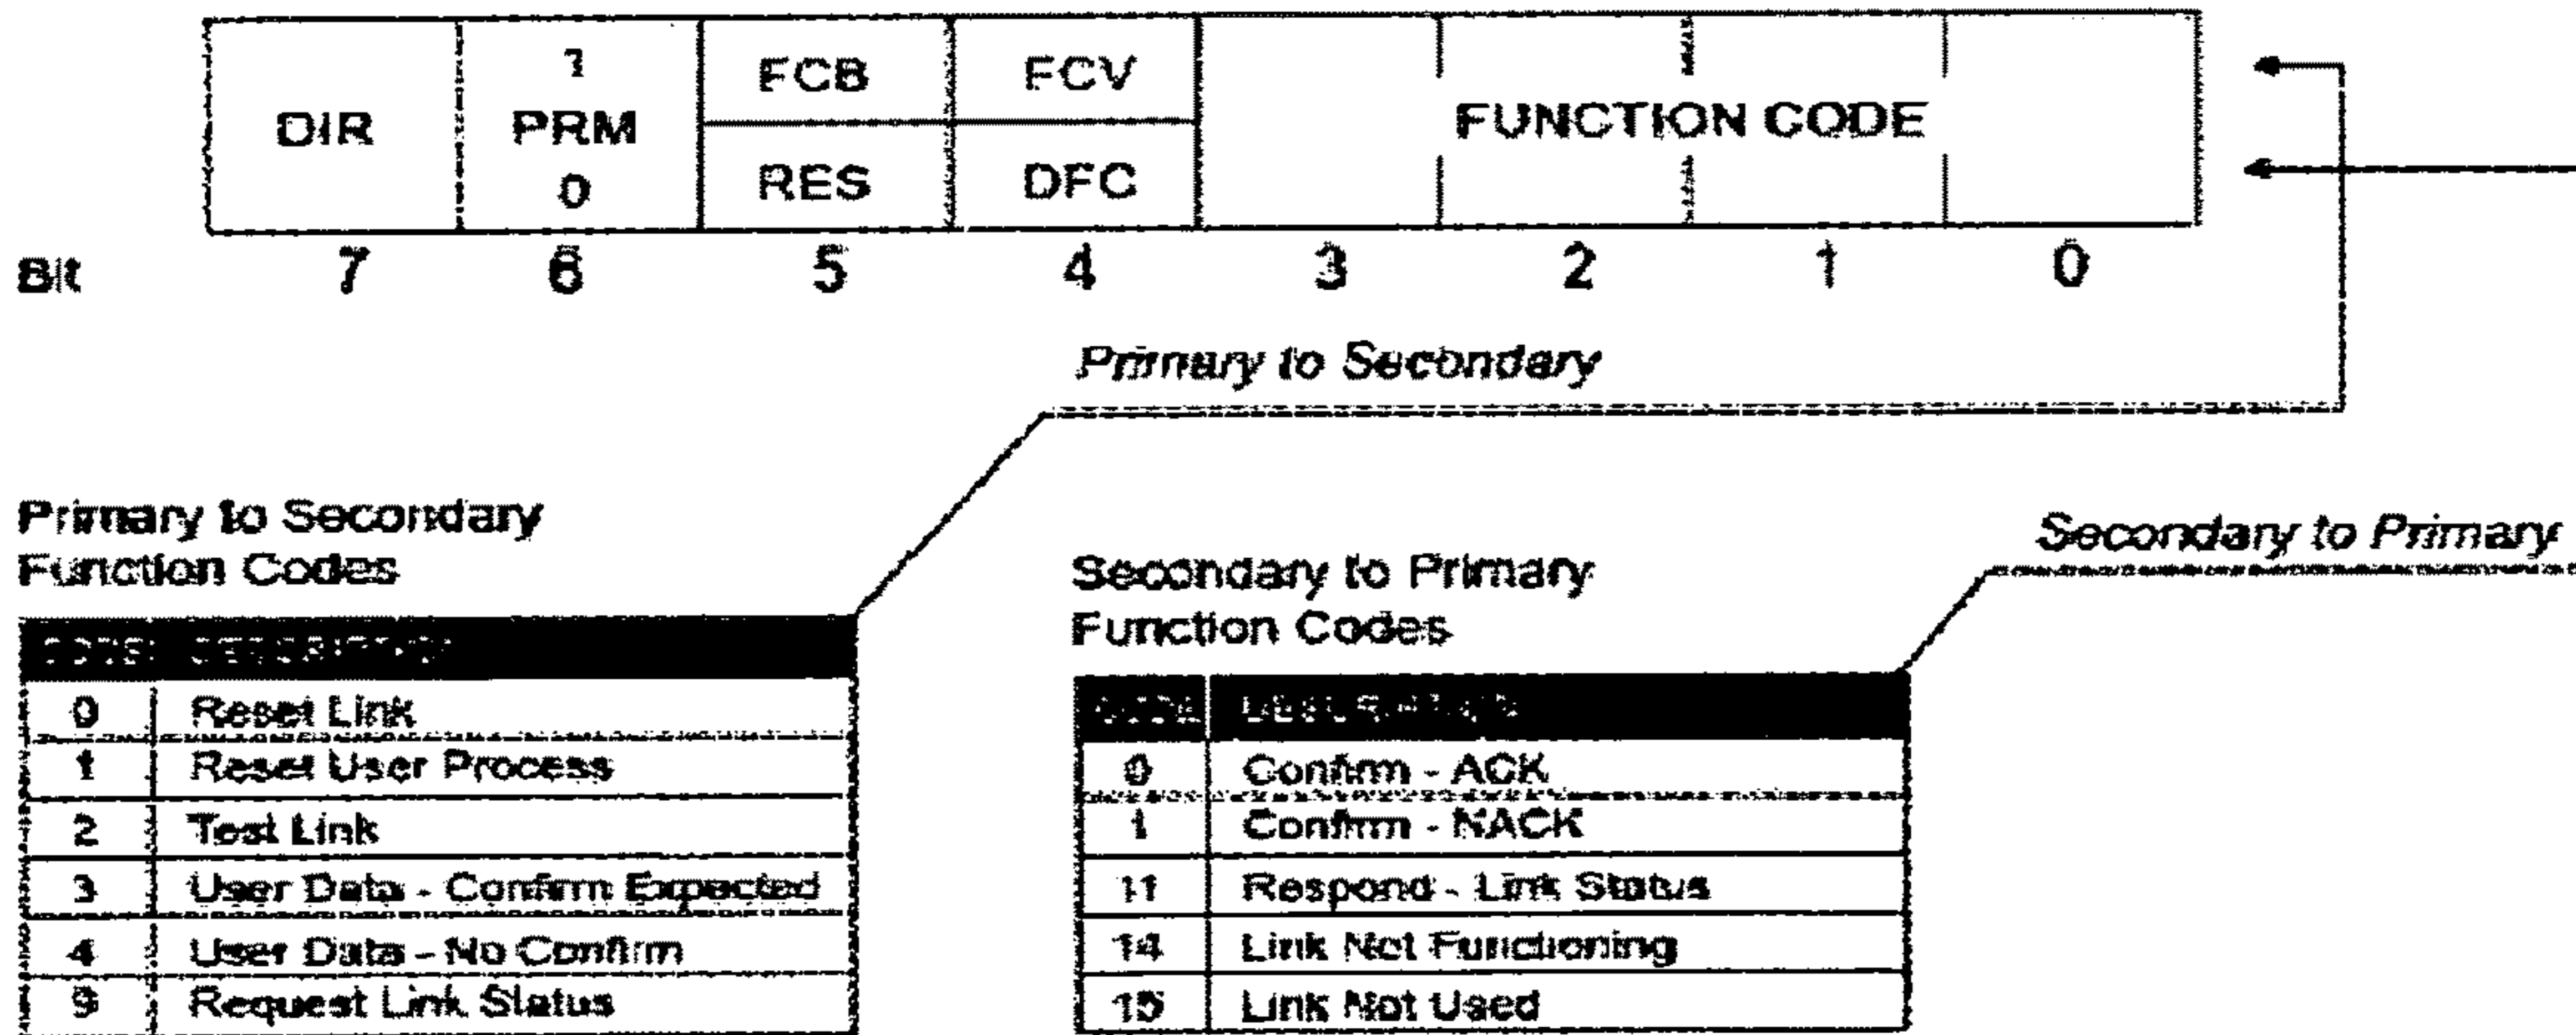 1
FCB FCV
DIR PRM FUNCTION CODE
0 RES DFC
Bit 7 6 5 4 3 2 1 0
Primary to Secondary
Primary to Secondary
Function Codes
0 Reset Link
1 Reset User Process
2 Test Link
3 User Data - Confirm Expected
4 User Data - No Confirm
9 Request Link Status
Secondary to Primary
Secondary to Primary
Function Codes
0 Confirm - ACK
1 Confirm - NACK
11 Respond - Link Status
14 Link Not Functioning
15 Link Not Used